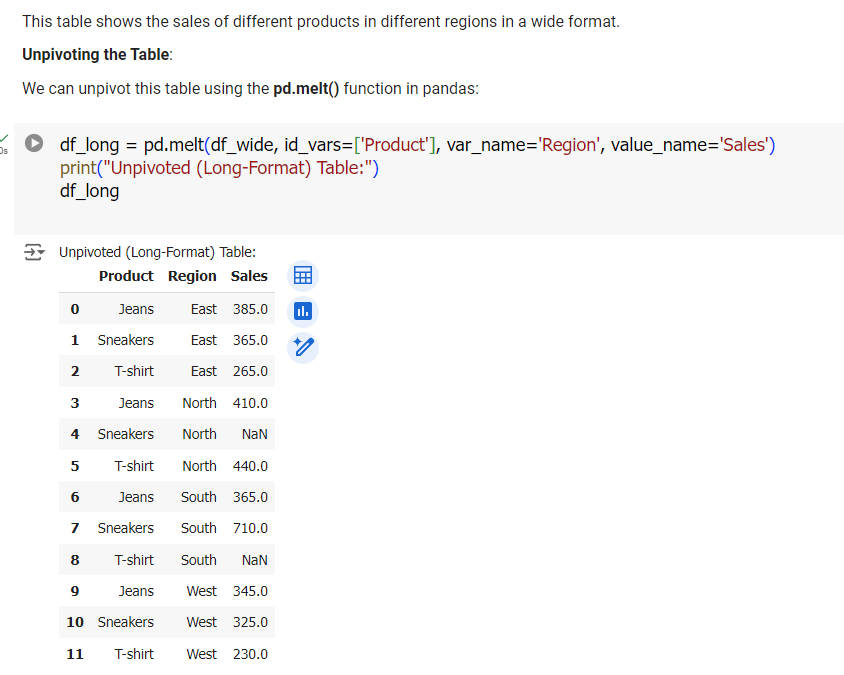 This table shows the sales of different products in different regions in a wide format.
Unpivoting the Table:
We can unpivot this table using the pd.melt() function in pandas:
0s
df_long = pd.melt(df_wide, id_vars=['Product'], var_name='Region', value_name='Sales')
print("Unpivoted (Long-Format) Table:")
df_long
Unpivoted (Long-Format) Table:
Product Region Sales
0 Jeans East 385.0
1 Sneakers East 365.0
2 T-shirt East 265.0
3 Jeans North 410.0
4 Sneakers North NaN
5 T-shirt North 440.0
6 Jeans South 365.0
7 Sneakers South 710.0
8 T-shirt South NaN
9 Jeans West 345.0
10 Sneakers West 325.0
11 T-shirt West 230.0